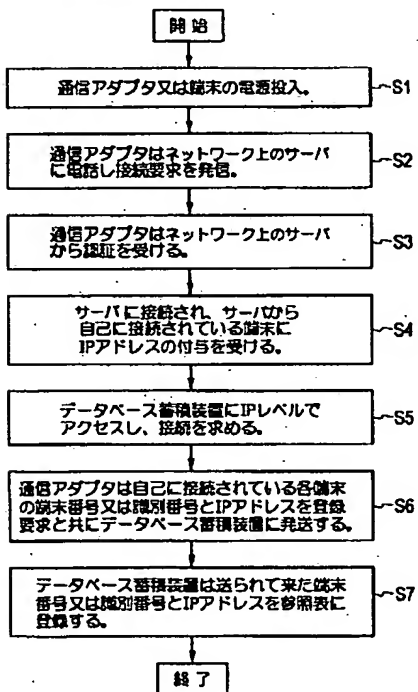 開始
通信アダプタ又は端末の電源投入。
S1
通信アダプタはネットワーク上のサーバ
に電話し接続要求を発信。
S2
通信アダプタはネットワーク上のサーバ
から認証を受ける。
S3
サーバに接続され、サーバから
自己に接続されている端末に
IPアドレスの付与を受ける。
S4
データベース蓄積装置にIPレベルで
アクセスし、接続を求める。
S5
通信アダプタは自己に接続されている各端末
の端末番号又は識別番号とIPアドレスを登録
要求と共にデータベース蓄積装置に発送する。
S6
データベース蓄積装置は送られて来た端末
番号又は識別番号とIPアドレスを参照表に
登録する。
S7
終了